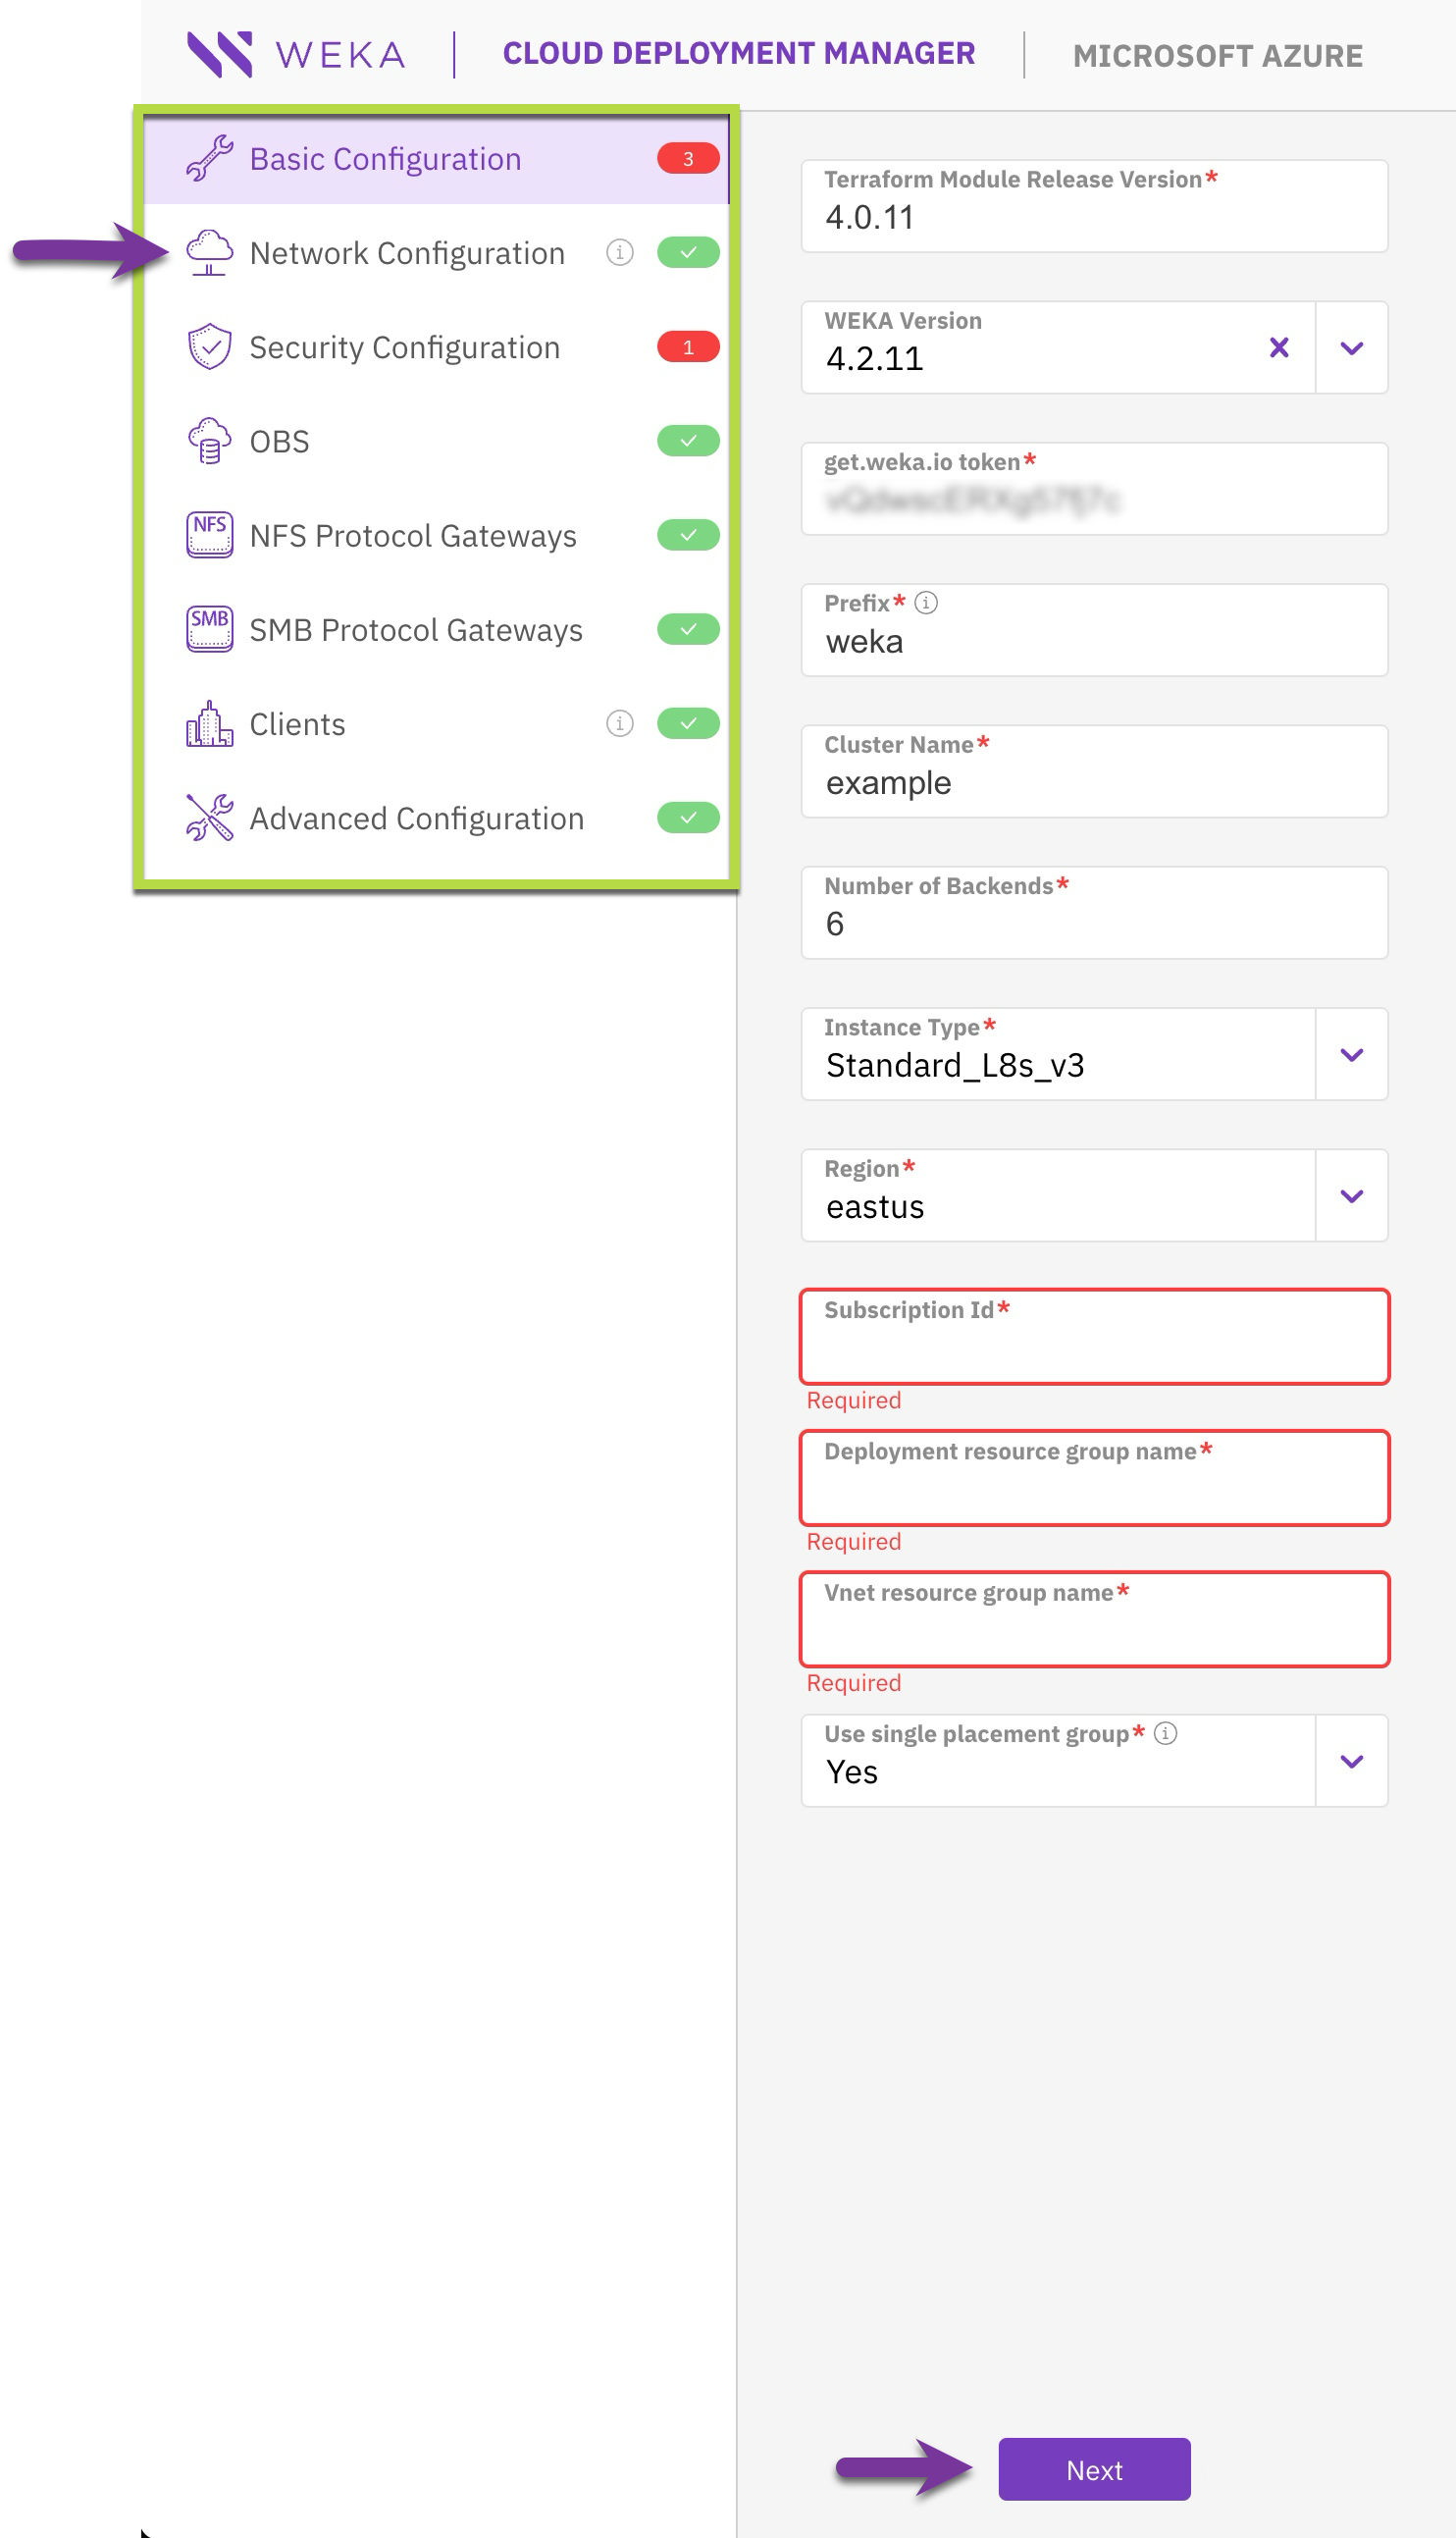 WEKA
CLOUD DEPLOYMENT MANAGER
MICROSOFT AZURE
Basic Configuration
3
Network Configuration
Security Configuration
1
OBS
NFS
NFS Protocol Gateways
SMB
SMB Protocol Gateways
Clients
Advanced Configuration
Terraform Module Release Version*
4.0.11
WEKA Version
4.2.11
get.weka.io token*
Prefix*
weka
Cluster Name*
example
Number of Backends*
6
Instance Type*
Standard_L8s_v3
Region*
eastus
Subscription Id*
Required
Deployment resource group name*
Required
Vnet resource group name*
Required
Use single placement group*
Yes
Next